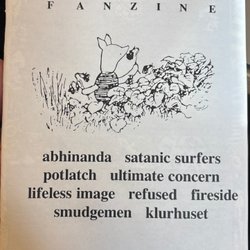 FANZINE
abhinanda satanic surfers
potlatch ultimate concern
lifeless image refused fireside
smudgemen klurhuset